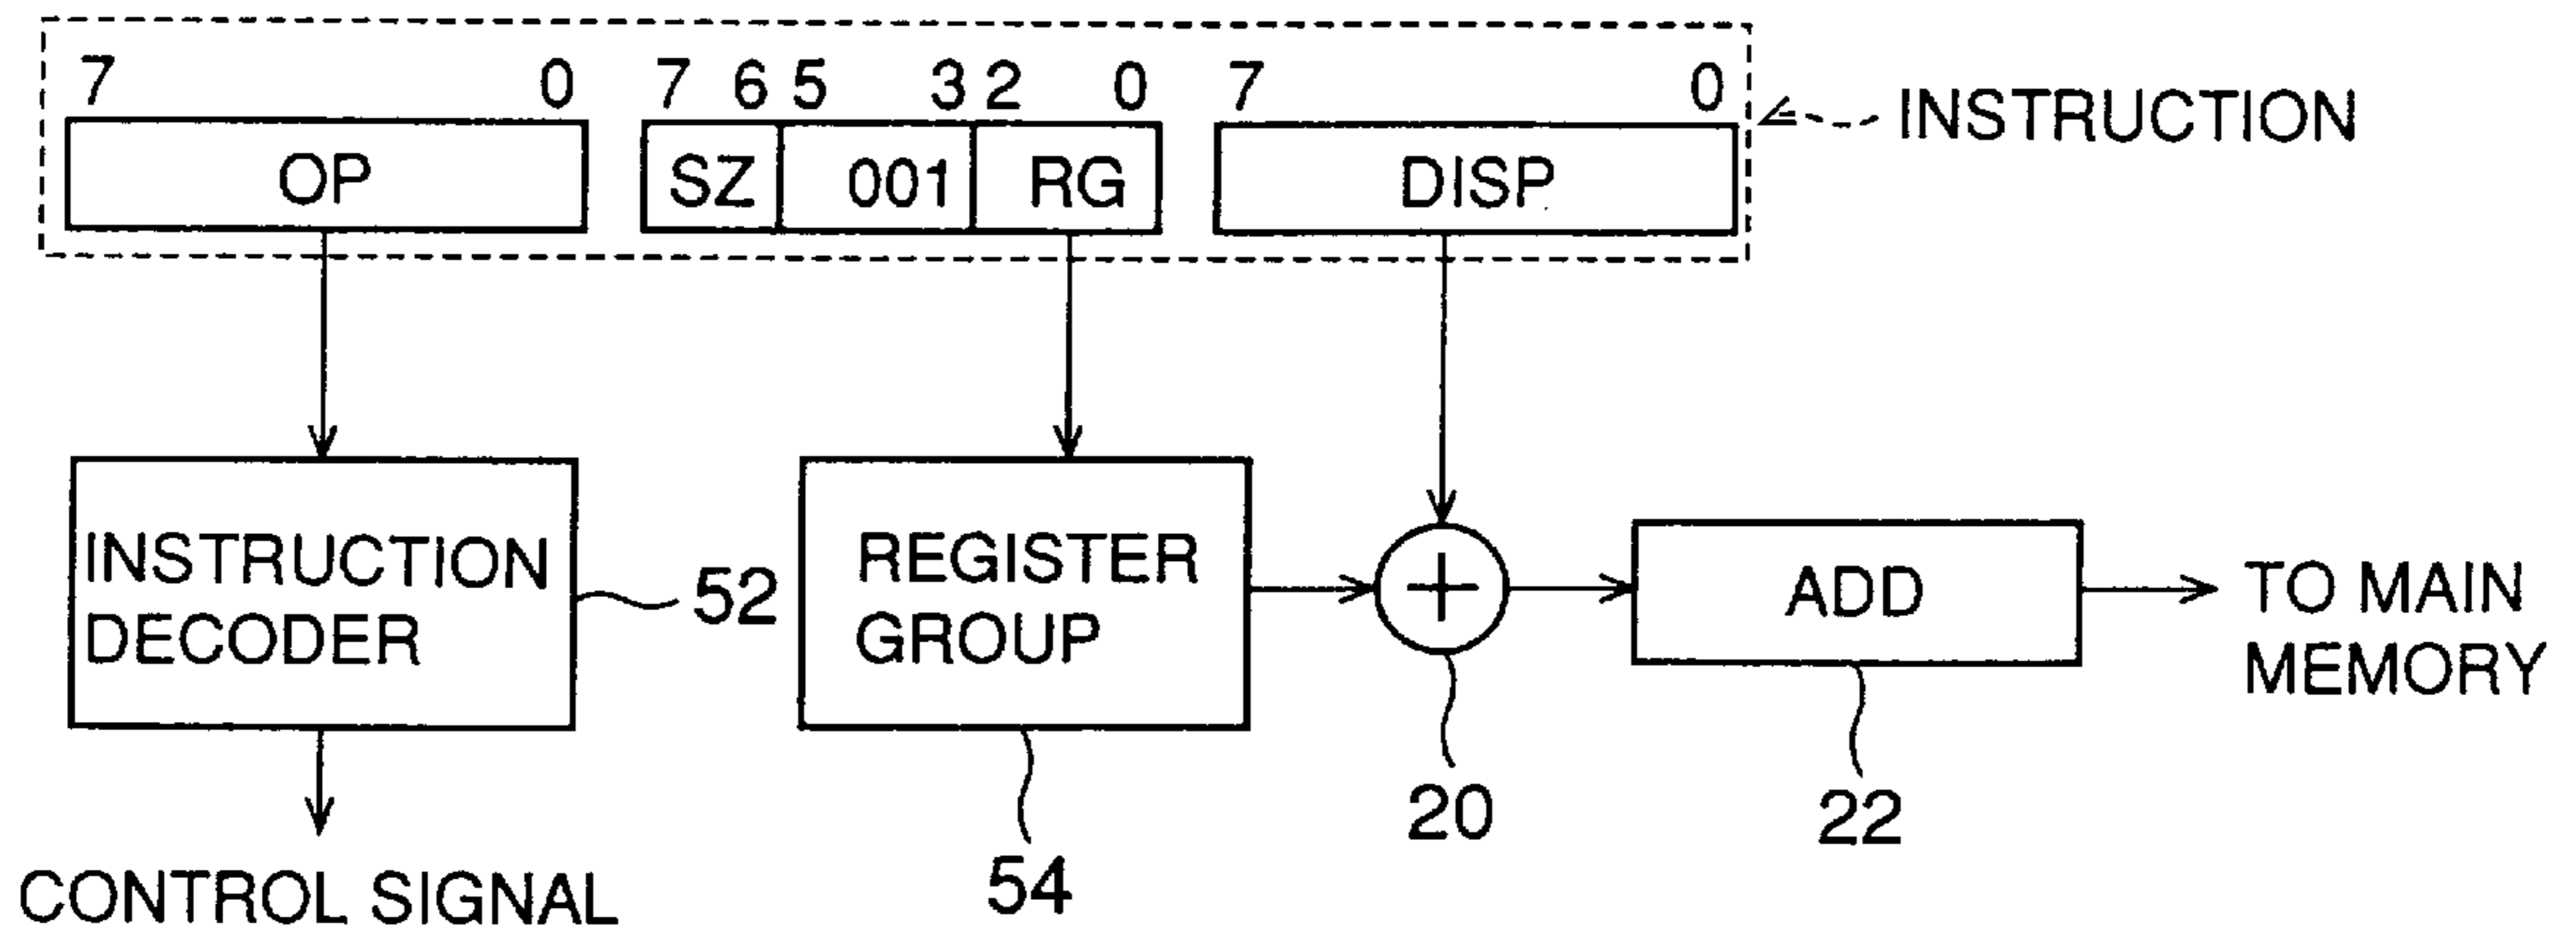 7 0 7 6 5 3 2 0 7 0
INSTRUCTION
OP SZ 001 RG DISP
INSTRUCTION
DECODER
52
REGISTER
GROUP
+
ADD
TO MAIN
MEMORY
20
22
54
CONTROL SIGNAL